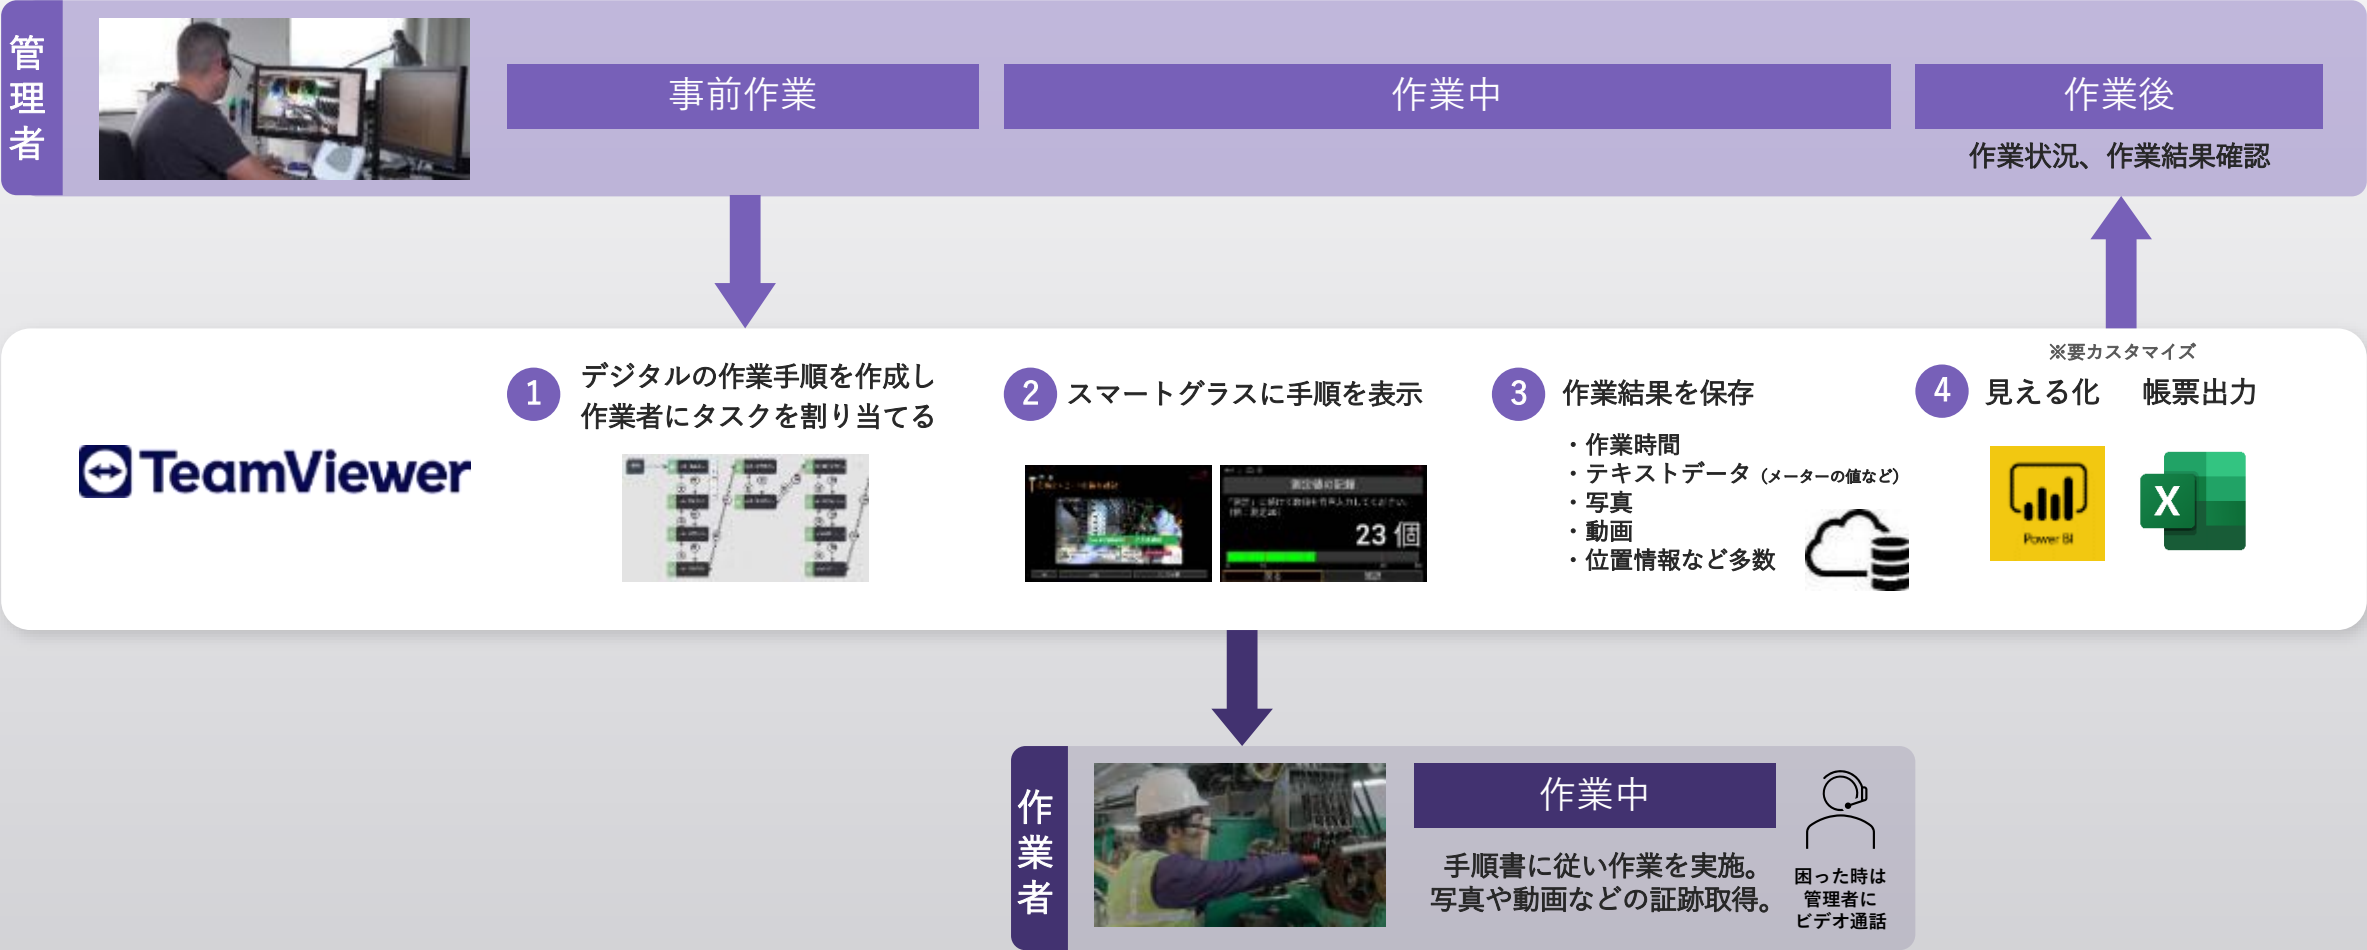 管理者
事前作業
作業中
作業後
作業状況、作業結果確認
TeamViewer
1
デジタルの作業手順を作成し
作業者にタスクを割り当てる
2
スマートグラスに手順を表示
測定値の記録
23 個
3
作業結果を保存
・作業時間
・テキストデータ（メーターの値など）
・写真
・動画
・位置情報など多数
※要カスタマイズ
4
見える化
帳票出力
Power BI
X
作業者
作業中
手順書に従い作業を実施。
写真や動画などの証跡取得。
困った時は
管理者に
ビデオ通話